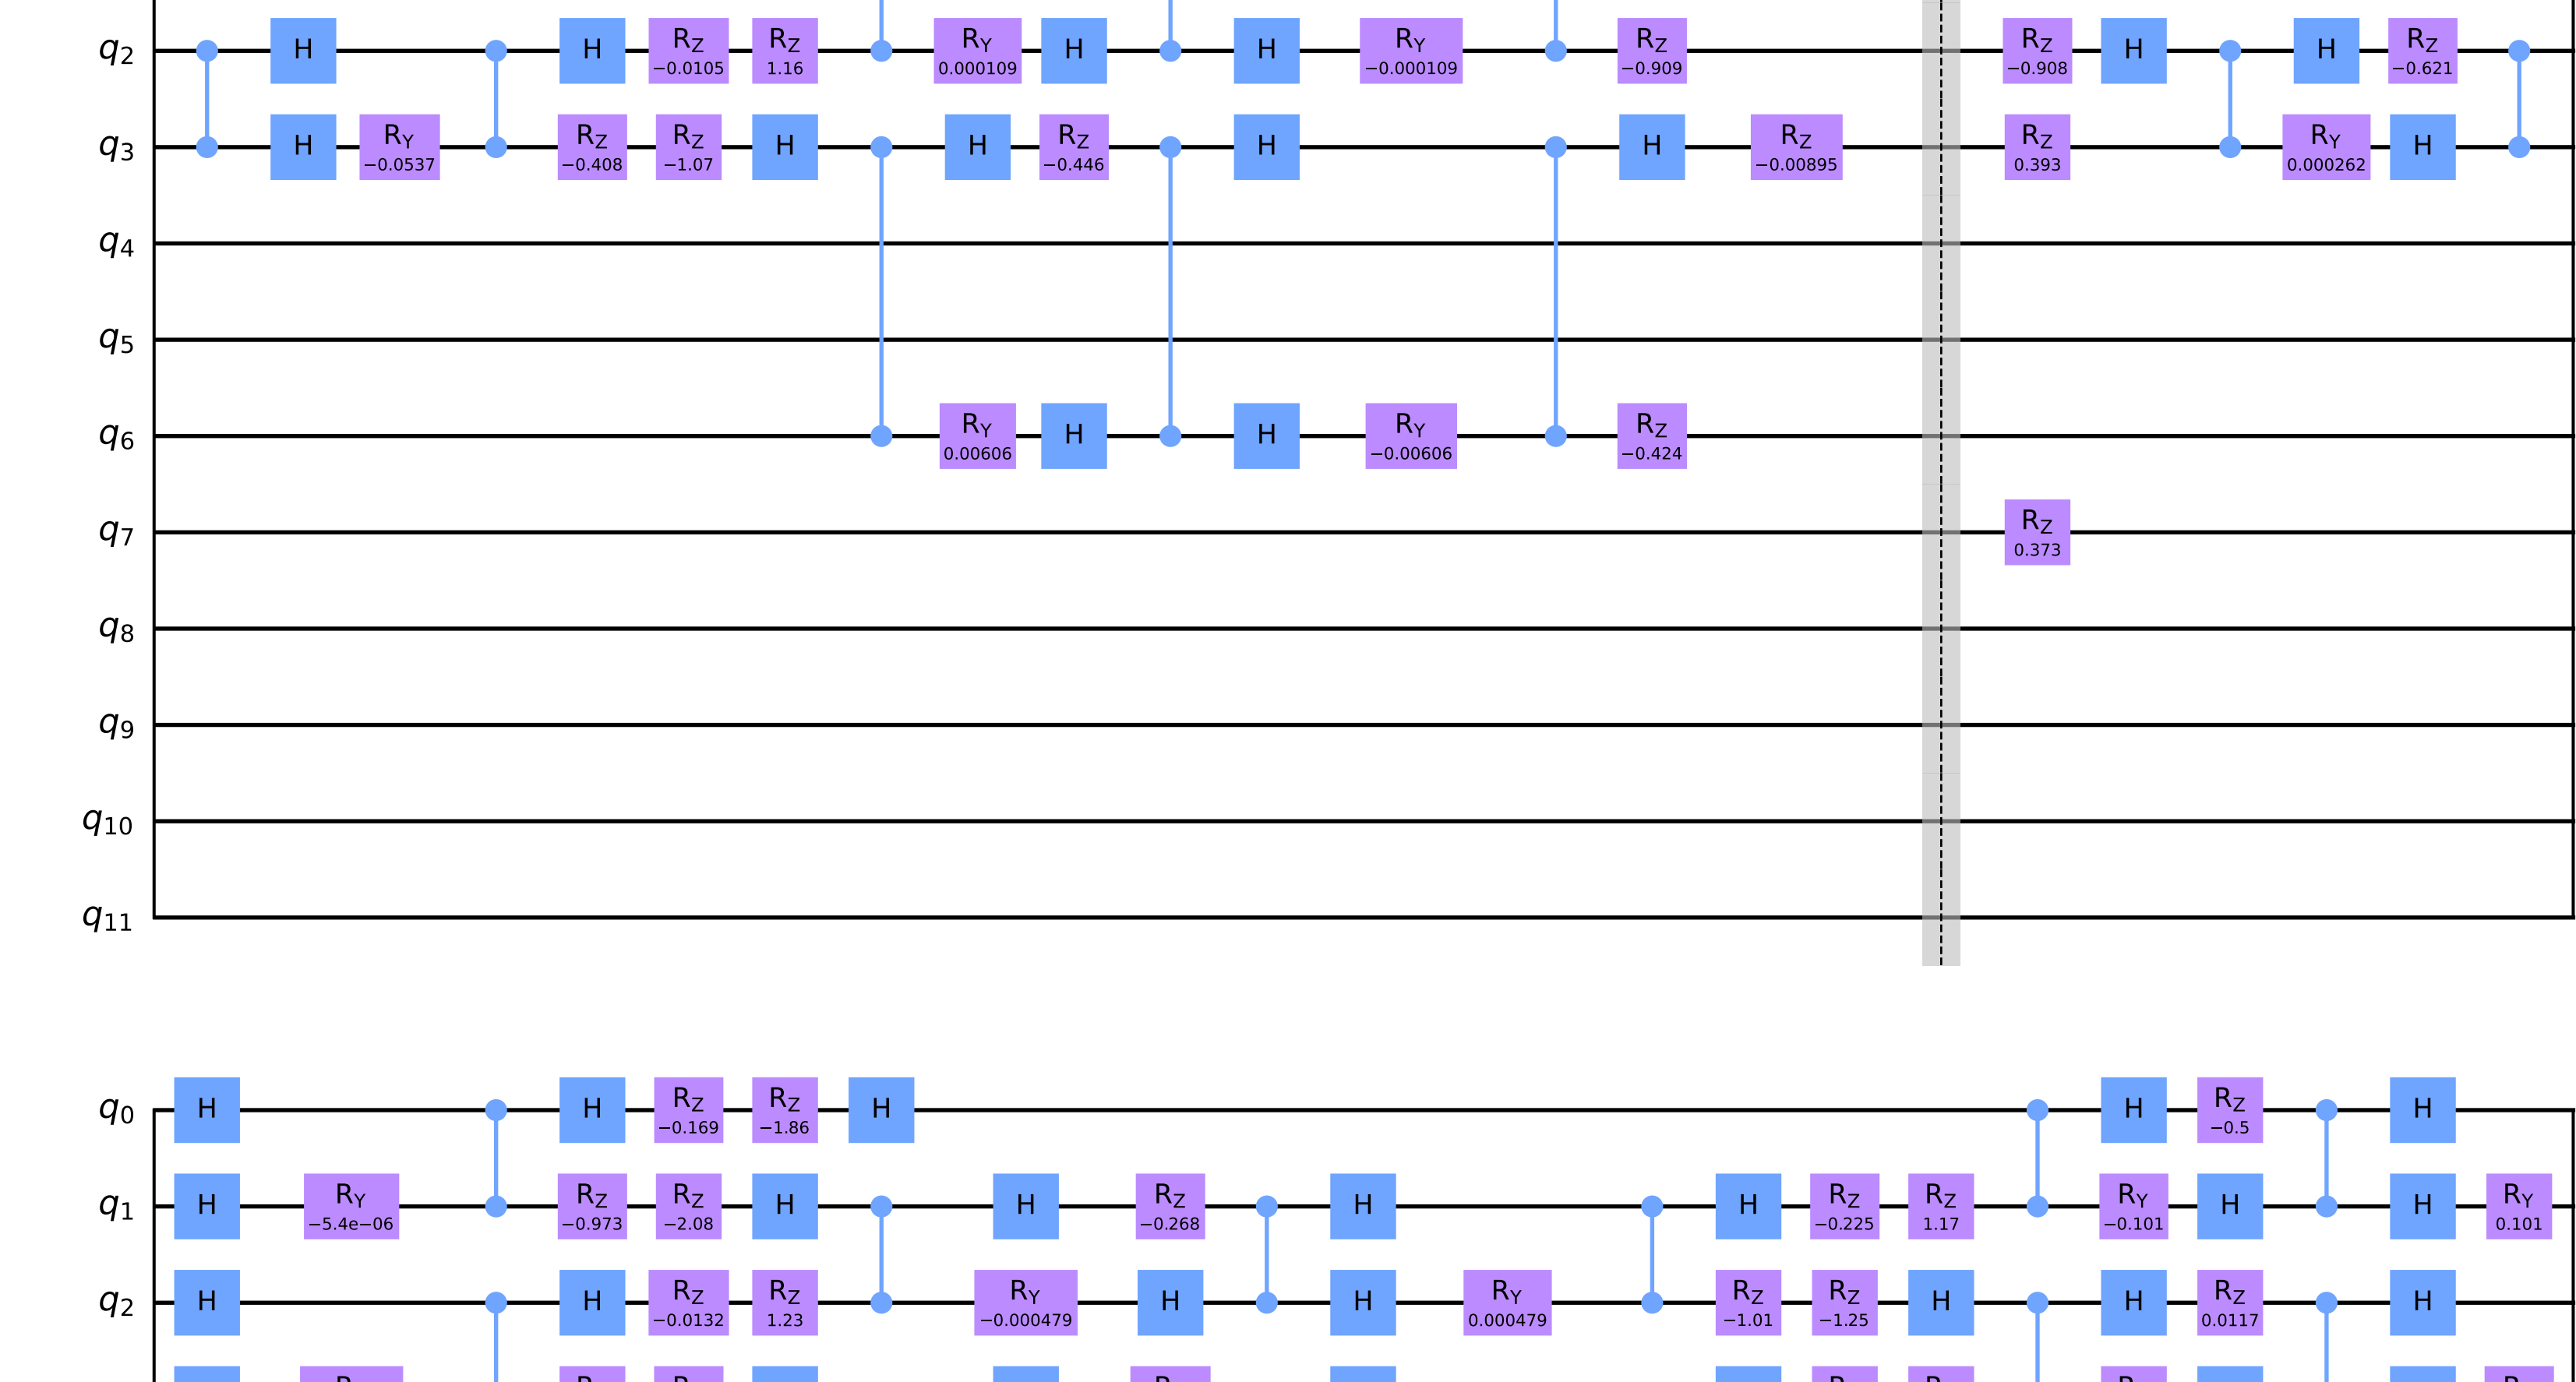 q2 H H RZ RZ RY H H RY RZ RZ H H RZ
−0.0105 1.16 0.000109 −0.000109 −0.909 −0.908 −0.621
q3 H RY RZ RZ H H RZ H H RZ RZ RY H
−0.0537 −0.408 −1.07 −0.446 −0.00895 0.393 0.000262
q4
q5
q6 RY H H RY RZ
0.00606 −0.00606 −0.424
q7 RZ
0.373
q8
q9
q10
q11
q0 H H RZ RZ H H RZ H
−0.169 −1.86 −0.5
q1 H RY RZ RZ H H RZ H H RZ RZ RY H H RY
−5.4e−06 −0.973 −2.08 −0.268 −0.225 1.17 −0.101 0.101
q2 H H RZ RZ RY H H RY RZ RZ H H RZ H
−0.0132 1.23 −0.000479 0.000479 −1.01 −1.25 0.0117